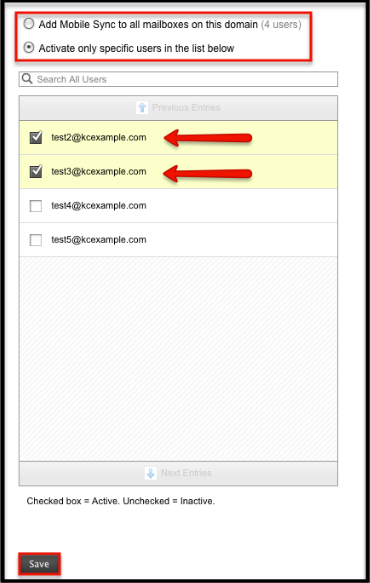 Add Mobile Sync to all mailboxes on this domain (4 users)
Activate only specific users in the list below
Search All Users
Previous Entries
test2@kcexample.com
test3@kcexample.com
test4@kcexample.com
test5@kcexample.com
Next Entries
Checked box = Active. Unchecked = Inactive.
Save